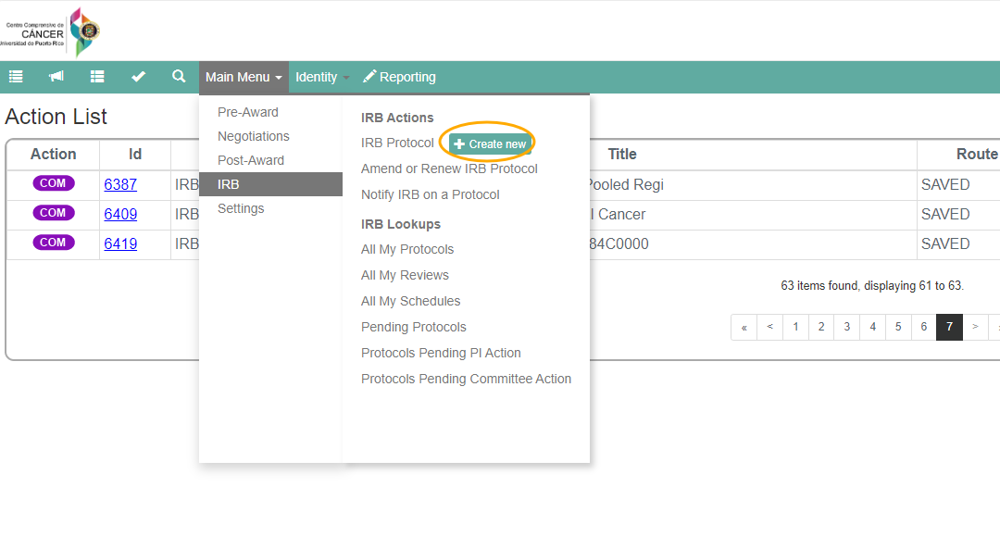 Centro Comprensivo de
CÁNCER
Universidad de Puerto Rico
Main Menu Identity Reporting
Action List
Pre-Award
Negotiations
Post-Award
IRB
Settings
IRB Actions
IRB Protocol Create new
Amend or Renew IRB Protocol
Notify IRB on a Protocol
IRB Lookups
All My Protocols
All My Reviews
All My Schedules
Pending Protocols
Protocols Pending PI Action
Protocols Pending Committee Action
Action Id Title Route
COM 6387 IRB Pooled Regi SAVED
COM 6409 IRB l Cancer SAVED
COM 6419 IRB 84C0000 SAVED
63 items found, displaying 61 to 63.
« < 1 2 3 4 5 6 7 >